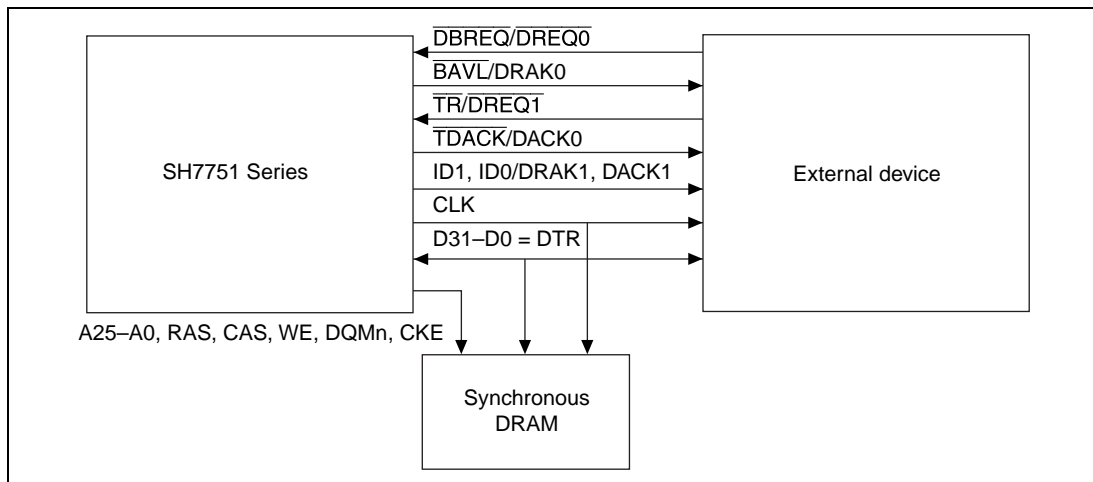 DBREQ/DREQ0
BAVL/DRAK0
TR/DREQ1
TDACK/DACK0
SH7751 Series
ID1, ID0/DRAK1, DACK1
External device
CLK
D31–D0 = DTR
A25–A0, RAS, CAS, WE, DQMn, CKE
Synchronous
DRAM